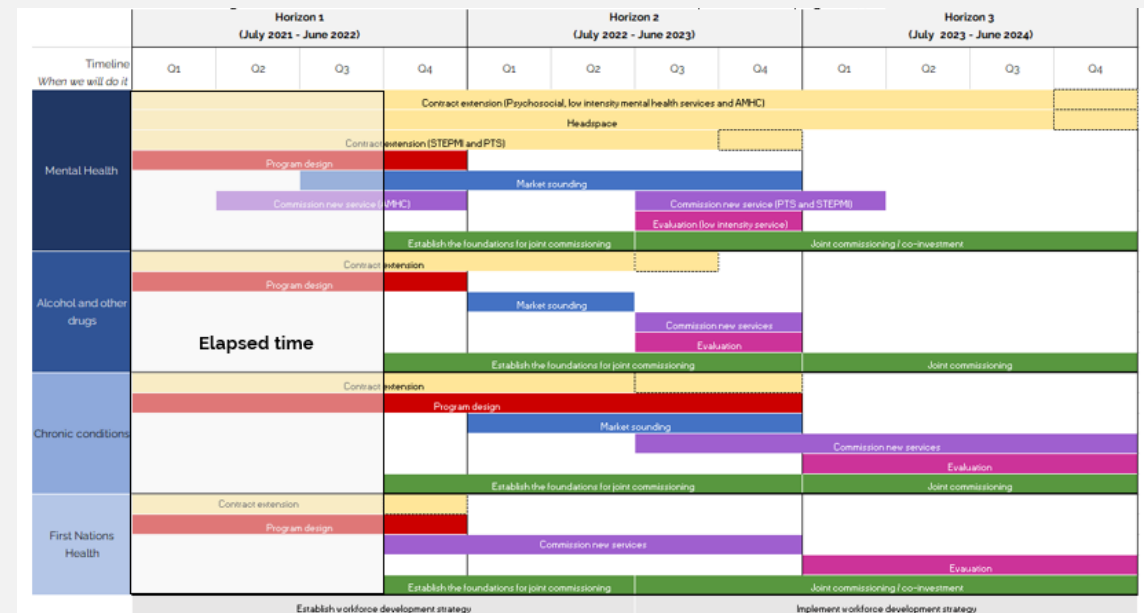 Horizon 1
(July 2021 - June 2022)
Horizon 2
(July 2022 - June 2023)
Horizon 3
(July 2023 - June 2024)
Timeline
When we will do it
Q1 Q2 Q3 Q4 Q1 Q2 Q3 Q4 Q1 Q2 Q3 Q4
Mental Health
Contract extension (Psychosocial, low intensity mental health services and AMHC)
Headspace
Contract extension (STEPMI and PTS)
Program design
Market sounding
Commission new service (AMHC)
Commission new service (PTS and STEPMI)
Evaluation (low intensity service)
Establish the foundations for joint commissioning
Joint commissioning / co-investment
Alcohol and other
drugs
Contract extension
Program design
Market sounding
Commission new services
Elapsed time
Evaluation
Establish the foundations for joint commissioning
Joint commissioning
Chronic conditions
Contract extension
Program design
Market sounding
Commission new services
Evaluation
Establish the foundations for joint commissioning
Joint commissioning
First Nations
Health
Contract extension
Program design
Commission new services
Evauation
Establish the foundations for joint commissioning
Joint commissioning / co-investment
Establish workforce development strategy
Implement workforce development strategy